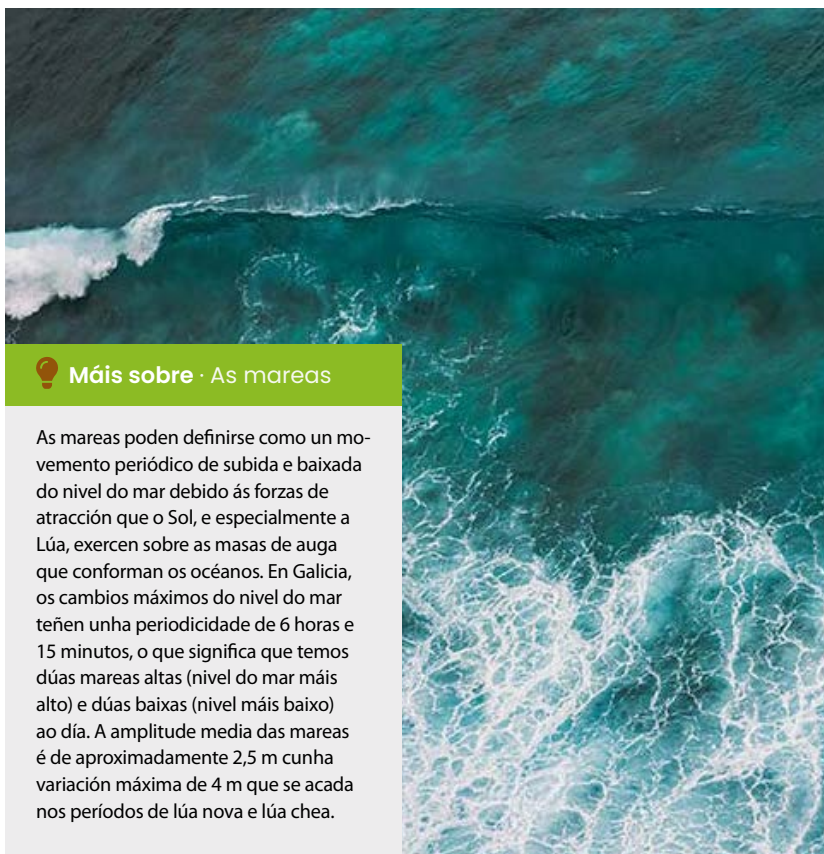 Máis sobre · As mareas
As mareas poden definirse como un mo-
vemento periódico de subida e baixada
do nivel do mar debido ás forzas de
atracción que o Sol, e especialmente a
Lúa, exercen sobre as masas de auga
que conforman os océanos. En Galicia,
os cambios máximos do nivel do mar
teñen unha periodicidade de 6 horas e
15 minutos, o que significa que temos
dúas mareas altas (nivel do mar máis
alto) e dúas baixas (nivel máis baixo)
ao día. A amplitude media das mareas
é de aproximadamente 2,5 m cunha
variación máxima de 4 m que se acada
nos períodos de lúa nova e lúa chea.